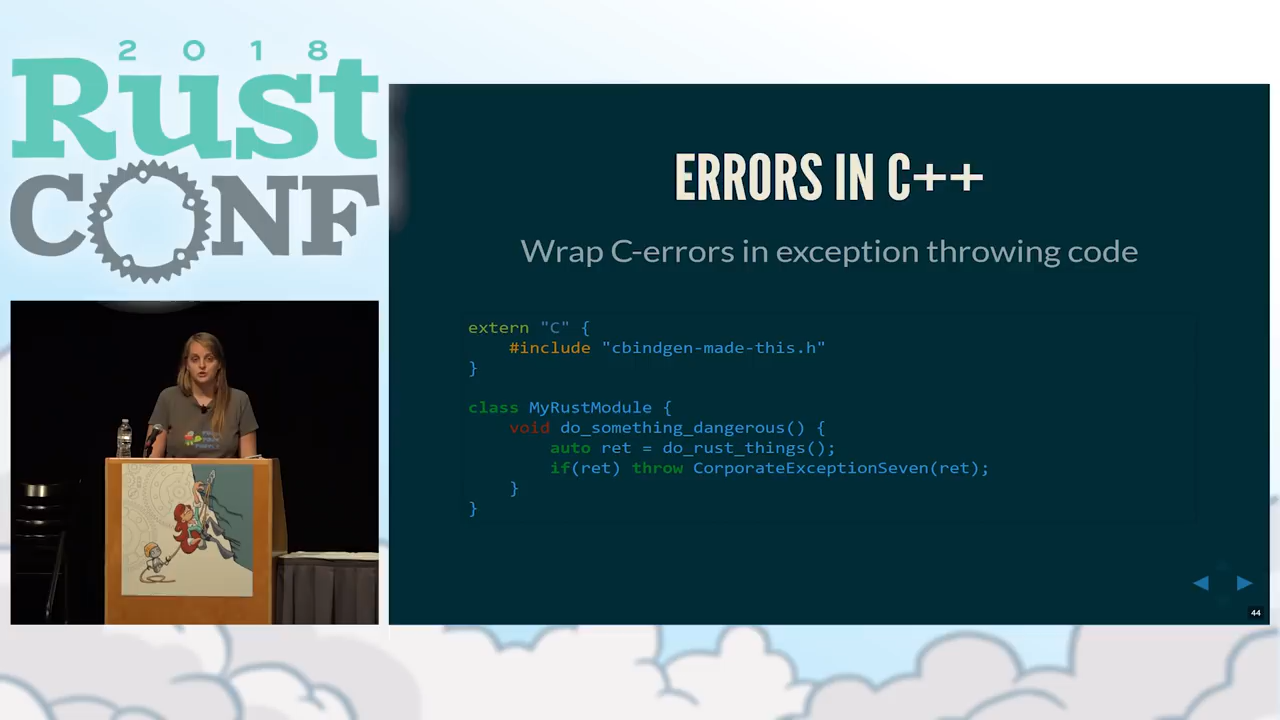 2018
Rust
CONF
ERRORS IN C++
Wrap C-errors in exception throwing code
extern "C" {
    #include "cbindgen-made-this.h"
}
class MyRustModule {
    void do_something_dangerous() {
        auto ret = do_rust_things();
        if(ret) throw CorporateExceptionSeven(ret);
    }
}
44